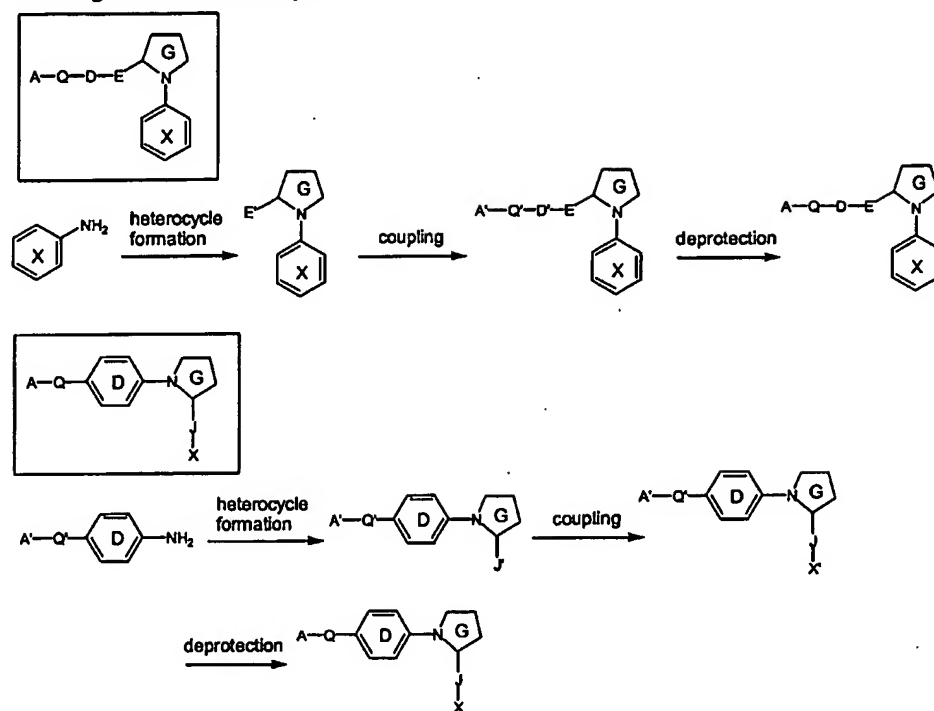 A—Q—D—E G
N
X
X NH2
heterocycle
formation
E' G
N
X
coupling
A'—Q'—D'—E G
N
X
deprotection
A—Q—D—E G
N
X
A—Q D N G
J
X
A'—Q' D NH2
heterocycle
formation
A'—Q' D N G
J'
coupling
A'—Q' D N G
J
X'
deprotection
A—Q D N G
J
X